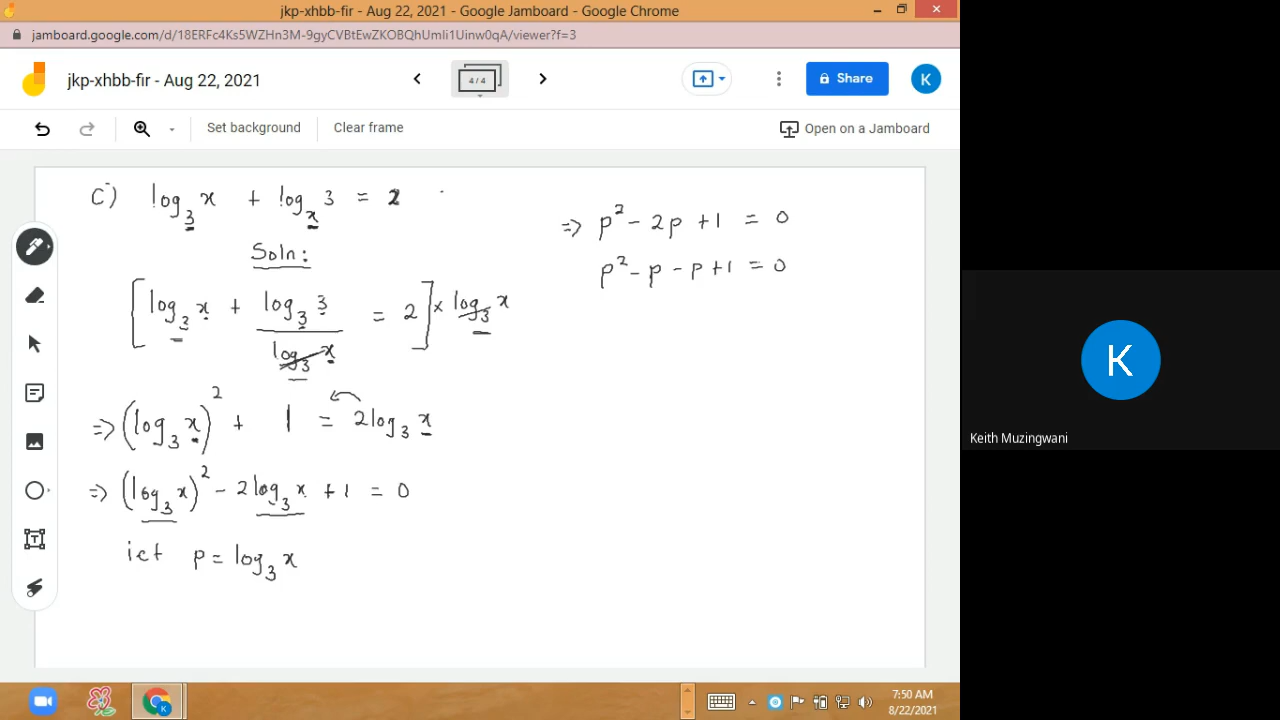 jkp-xhbb-fir - Aug 22, 2021 - Google Jamboard - Google Chrome
jamboard.google.com/d/18ERFc4Ks5WZHn3M-9gyCVBtEwZKOBQhUmIi1Uinw0qA/viewer?f=3
jkp-xhbb-fir - Aug 22, 2021
4 / 4
Share
K
Set background
Clear frame
Open on a Jamboard
c) log₃ x + logₓ 3 = 2
Soln:
[log₃ x + log₃ 3 / log₃ x = 2] × log₃ x
=> (log₃ x)² + 1 = 2log₃ x
=> (log₃ x)² - 2log₃ x + 1 = 0
let p = log₃ x
=> p² - 2p + 1 = 0
p² - p - p + 1 = 0
K
Keith Muzingwani
7:50 AM
8/22/2021